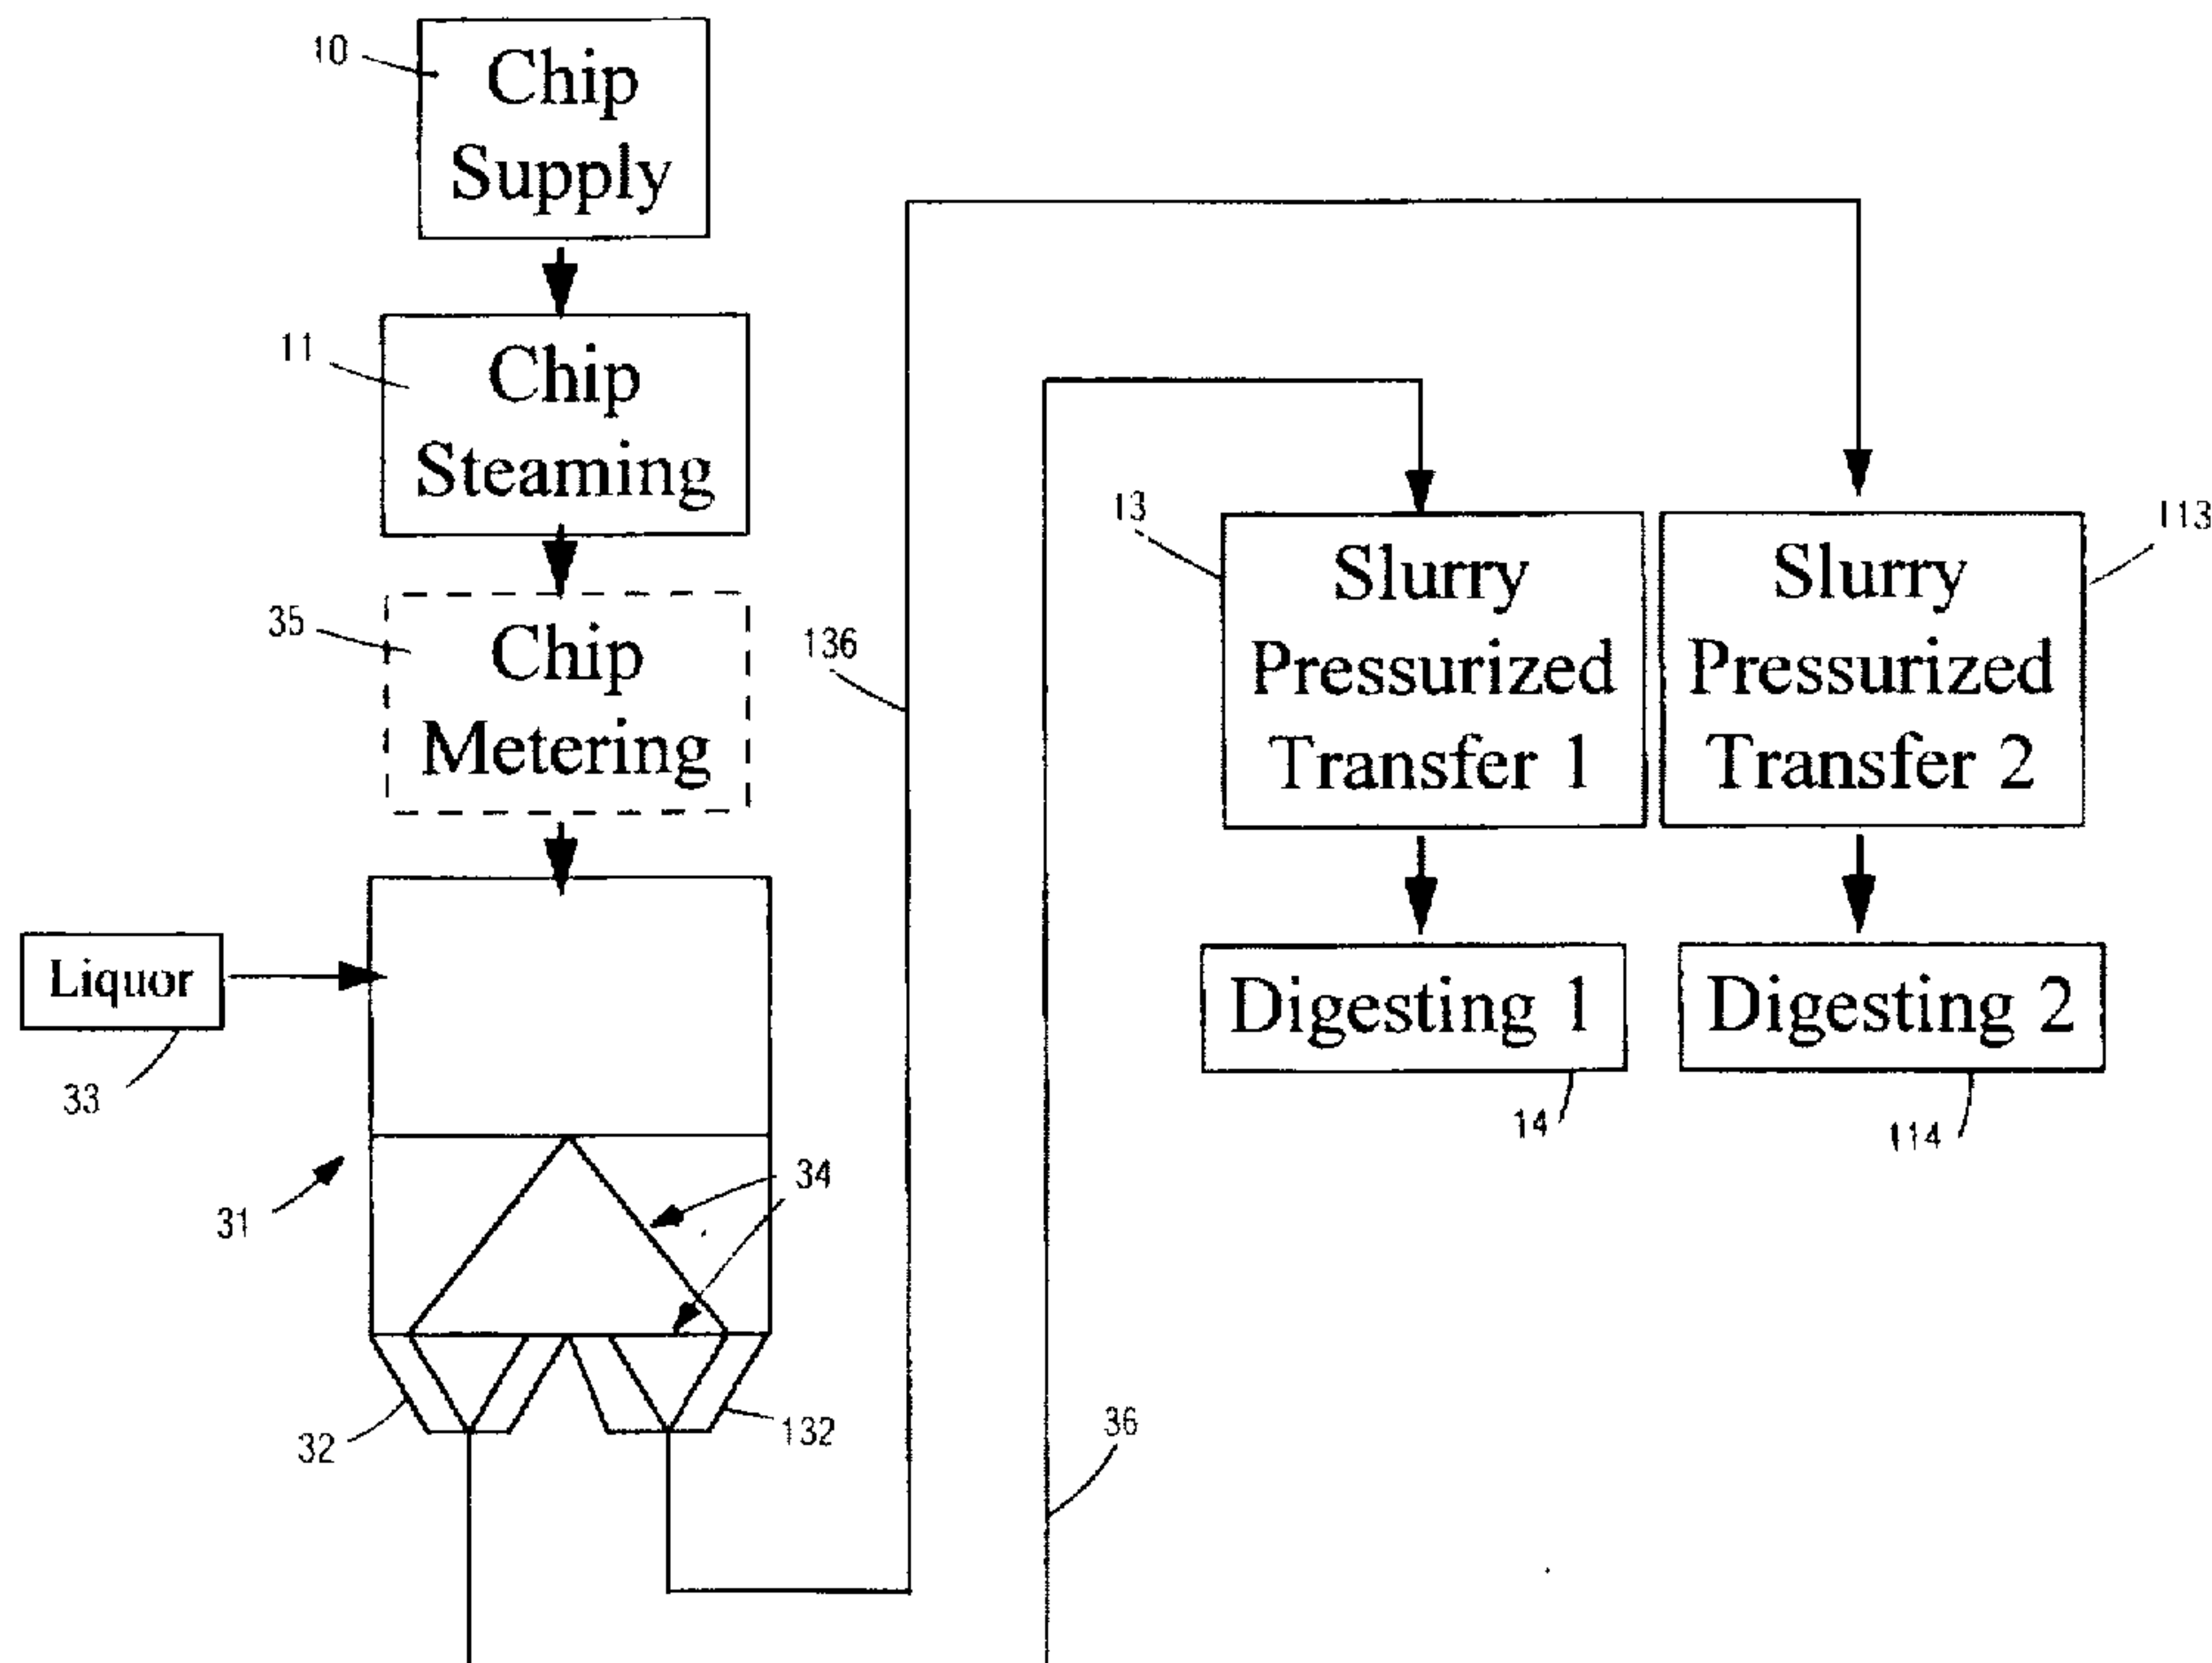 10
Chip
Supply
11
Chip
Steaming
35
Chip
Metering
136
13
Slurry
Pressurized
Transfer 1
Slurry
Pressurized
Transfer 2
113
Liquor
33
Digesting 1
14
Digesting 2
114
31
34
32
132
36